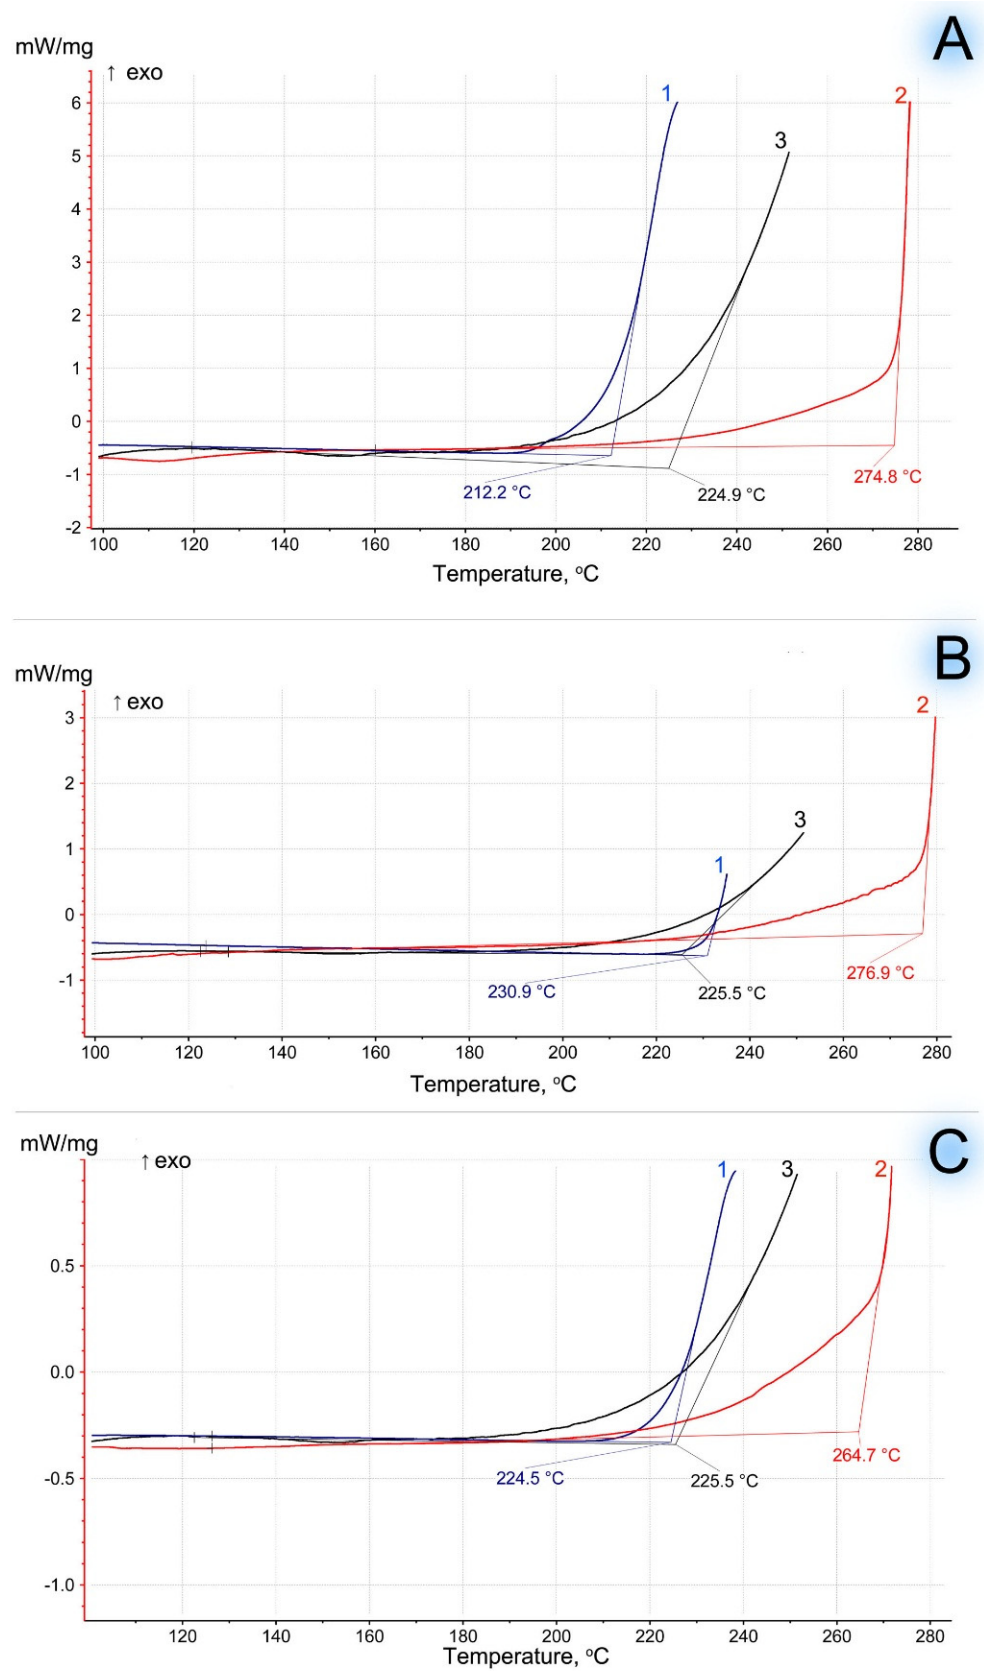 A
mW/mg
↑ exo
1
2
3
6
5
4
3
2
1
0
-1
-2
212.2 °C
224.9 °C
274.8 °C
100 120 140 160 180 200 220 240 260 280
Temperature, °C
B
mW/mg
↑ exo
2
3
1
3
2
1
0
-1
230.9 °C
225.5 °C
276.9 °C
100 120 140 160 180 200 220 240 260 280
Temperature, °C
C
mW/mg
↑ exo
1
3
2
0.5
0.0
-0.5
-1.0
224.5 °C
225.5 °C
264.7 °C
120 140 160 180 200 220 240 260 280
Temperature, °C